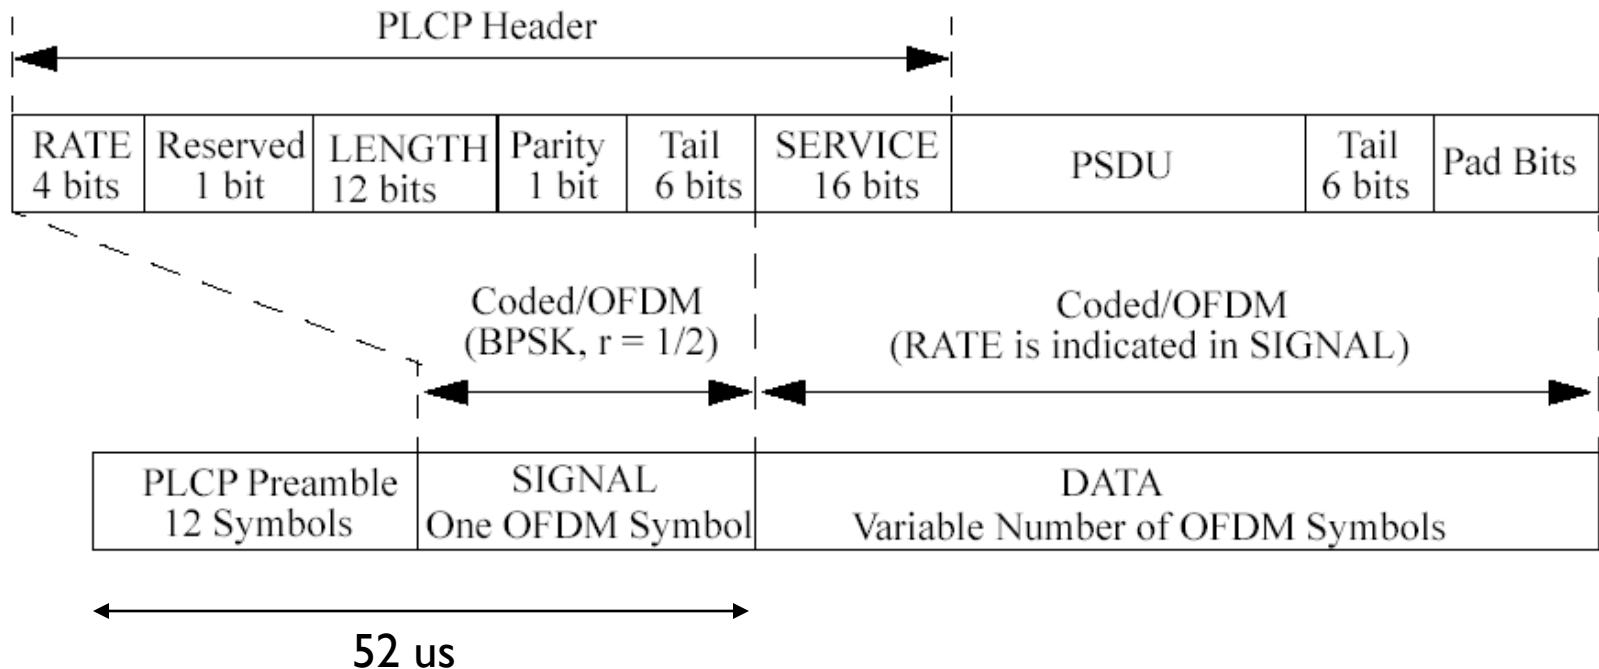 PLCP Header
RATE
4 bits
Reserved
1 bit
LENGTH
12 bits
Parity
1 bit
Tail
6 bits
SERVICE
16 bits
PSDU
Tail
6 bits
Pad Bits
Coded/OFDM
(BPSK, r = 1/2)
Coded/OFDM
(RATE is indicated in SIGNAL)
PLCP Preamble
12 Symbols
SIGNAL
One OFDM Symbol
DATA
Variable Number of OFDM Symbols
52 us